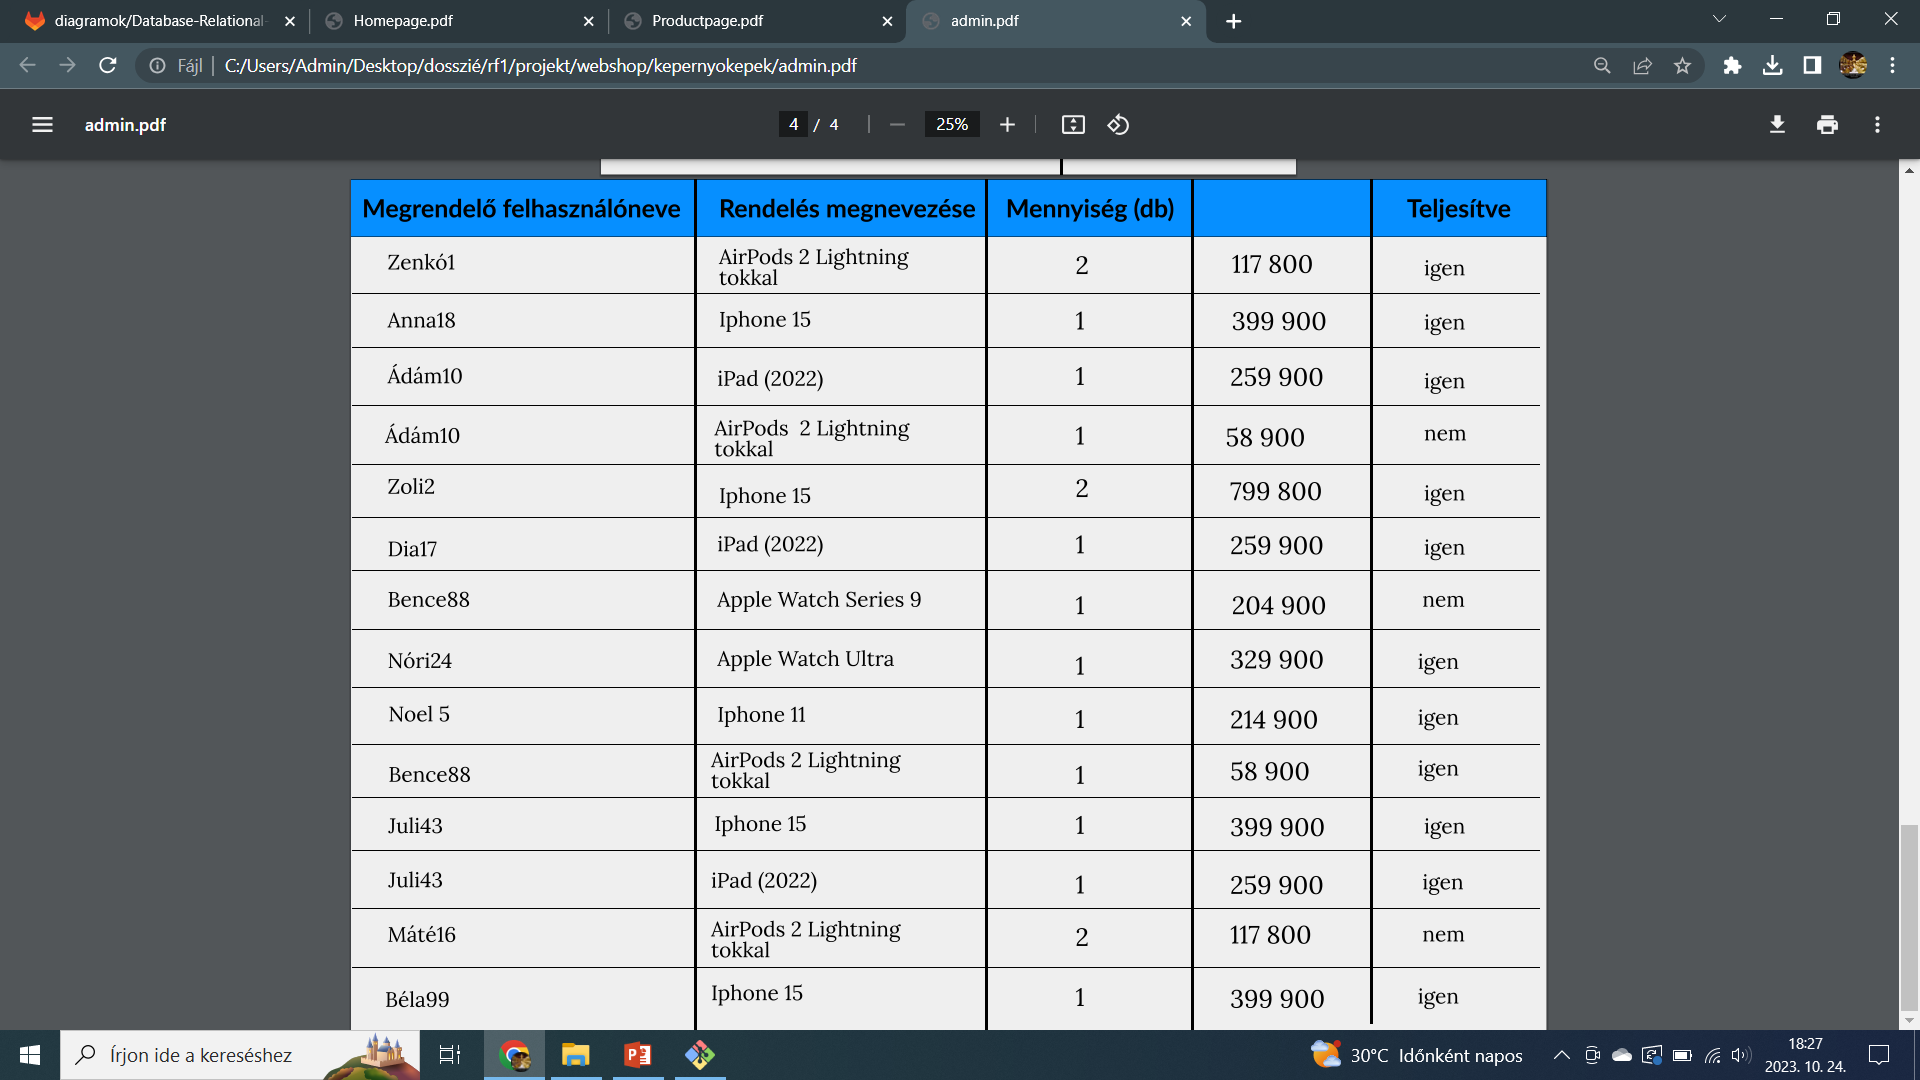 diagramok/Database-Relational-
Homepage.pdf
Productpage.pdf
admin.pdf
Fájl
C:/Users/Admin/Desktop/dosszié/rf1/projekt/webshop/kepernyokepek/admin.pdf
admin.pdf
4 / 4
25%
Megrendelő felhasználóneve Rendelés megnevezése Mennyiség (db) Teljesítve
Zenkó1 AirPods 2 Lightning tokkal 2 117 800 igen
Anna18 Iphone 15 1 399 900 igen
Ádám10 iPad (2022) 1 259 900 igen
Ádám10 AirPods 2 Lightning tokkal 1 58 900 nem
Zoli2 Iphone 15 2 799 800 igen
Dia17 iPad (2022) 1 259 900 igen
Bence88 Apple Watch Series 9 1 204 900 nem
Nóri24 Apple Watch Ultra 1 329 900 igen
Noel 5 Iphone 11 1 214 900 igen
Bence88 AirPods 2 Lightning tokkal 1 58 900 igen
Juli43 Iphone 15 1 399 900 igen
Juli43 iPad (2022) 1 259 900 igen
Máté16 AirPods 2 Lightning tokkal 2 117 800 nem
Béla99 Iphone 15 1 399 900 igen
Írjon ide a kereséshez
30°C Időnként napos
18:27
2023. 10. 24.